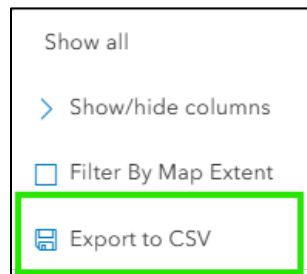 Show all
Show/hide columns
Filter By Map Extent
Export to CSV